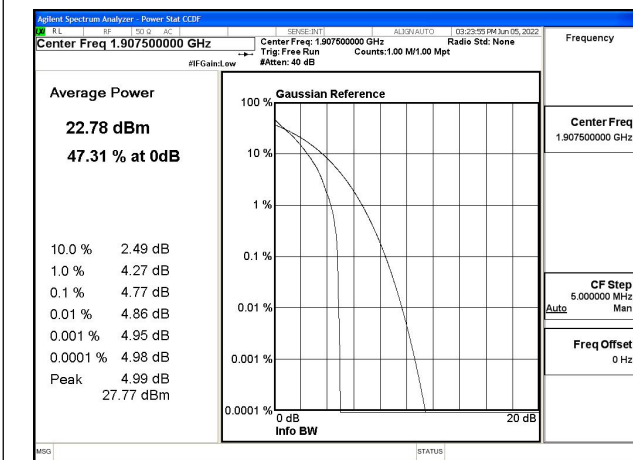 Agilent Spectrum Analyzer - Power Stat CCDF
LXI RL RF 50 Ω AC SENSE:INT ALIGN AUTO 03:23:55 PM Jun 05, 2022
Center Freq 1.907500000 GHz
Center Freq: 1.907500000 GHz Radio Std: None
Trig: Free Run Counts:1.00 M/1.00 Mpt
#IFGain:Low #Atten: 40 dB
Frequency
Average Power
22.78 dBm
47.31 % at 0dB
10.0 % 2.49 dB
1.0 % 4.27 dB
0.1 % 4.77 dB
0.01 % 4.86 dB
0.001 % 4.95 dB
0.0001 % 4.98 dB
Peak 4.99 dB
27.77 dBm
Gaussian Reference
100 %
10 %
1 %
0.1 %
0.01 %
0.001 %
0.0001 %
0 dB 20 dB
Info BW
Center Freq
1.907500000 GHz
CF Step
5.000000 MHz
Auto Man
Freq Offset
0 Hz
MSG STATUS